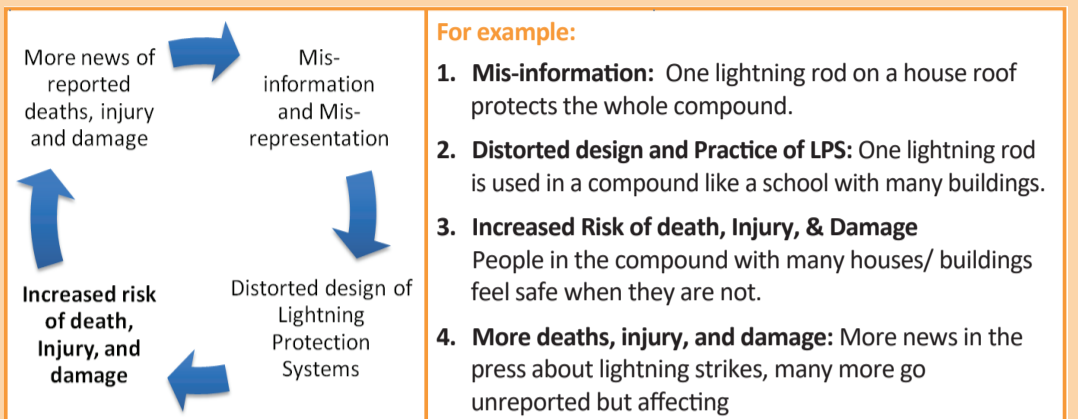 More news of
reported
deaths, injury
and damage
Mis-
information
and Mis-
representation
Distorted design of
Lightning
Protection
Systems
Increased risk
of death,
Injury, and
damage
For example:
1. Mis-information: One lightning rod on a house roof
protects the whole compound.
2. Distorted design and Practice of LPS: One lightning rod
is used in a compound like a school with many buildings.
3. Increased Risk of death, Injury, & Damage
People in the compound with many houses/ buildings
feel safe when they are not.
4. More deaths, injury, and damage: More news in the
press about lightning strikes, many more go
unreported but affecting